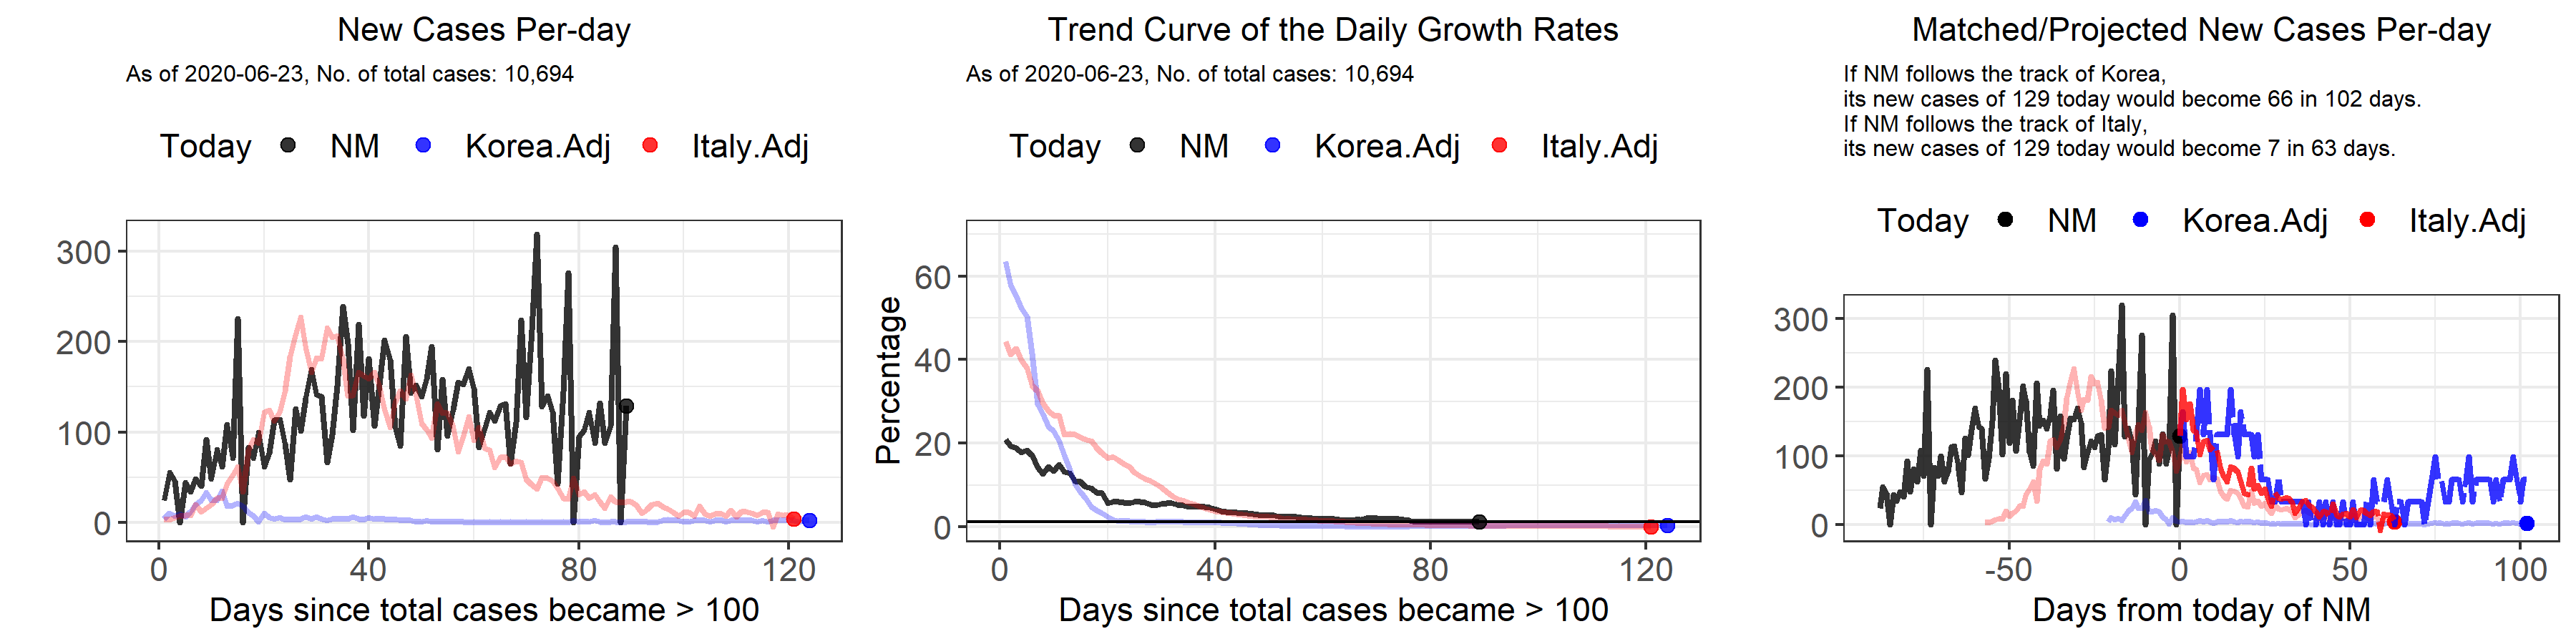 New Cases Per-day
As of 2020-06-23, No. of total cases: 10,694
Today NM Korea.Adj Italy.Adj
300
200
100
0
0 40 80 120
Days since total cases became > 100
Trend Curve of the Daily Growth Rates
As of 2020-06-23, No. of total cases: 10,694
Today NM Korea.Adj Italy.Adj
Percentage
60
40
20
0
0 40 80 120
Days since total cases became > 100
Matched/Projected New Cases Per-day
If NM follows the track of Korea,
its new cases of 129 today would become 66 in 102 days.
If NM follows the track of Italy,
its new cases of 129 today would become 7 in 63 days.
Today NM Korea.Adj Italy.Adj
300
200
100
0
-50 0 50 100
Days from today of NM